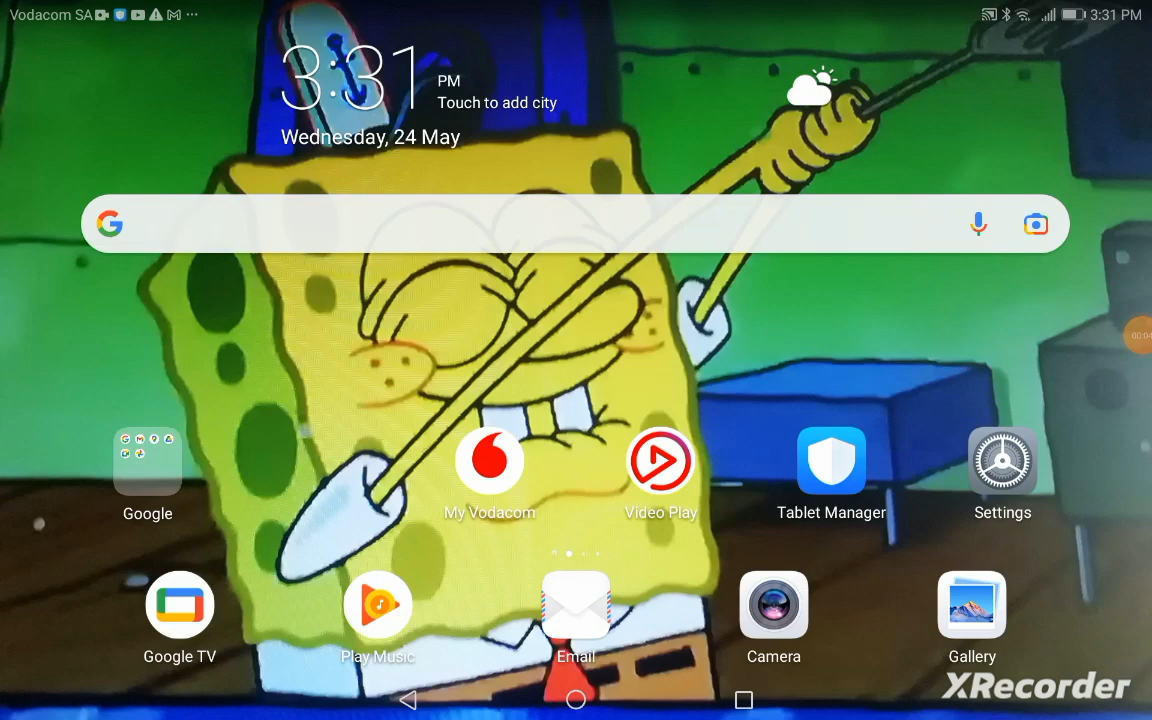 Vodacom SA
3:31 PM
3:31 PM
Touch to add city
Wednesday, 24 May
Google
My Vodacom
Video Play
Tablet Manager
Settings
Google TV
Play Music
Email
Camera
Gallery
XRecorder